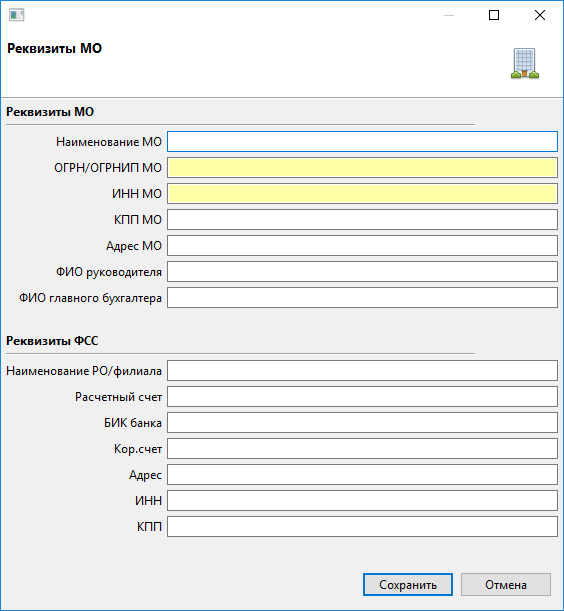 Реквизиты МО
Реквизиты МО
Наименование МО
ОГРН/ОГРНИП МО
ИНН МО
КПП МО
Адрес МО
ФИО руководителя
ФИО главного бухгалтера
Реквизиты ФСС
Наименование РО/филиала
Расчетный счет
БИК банка
Кор.счет
Адрес
ИНН
КПП
Сохранить Отмена